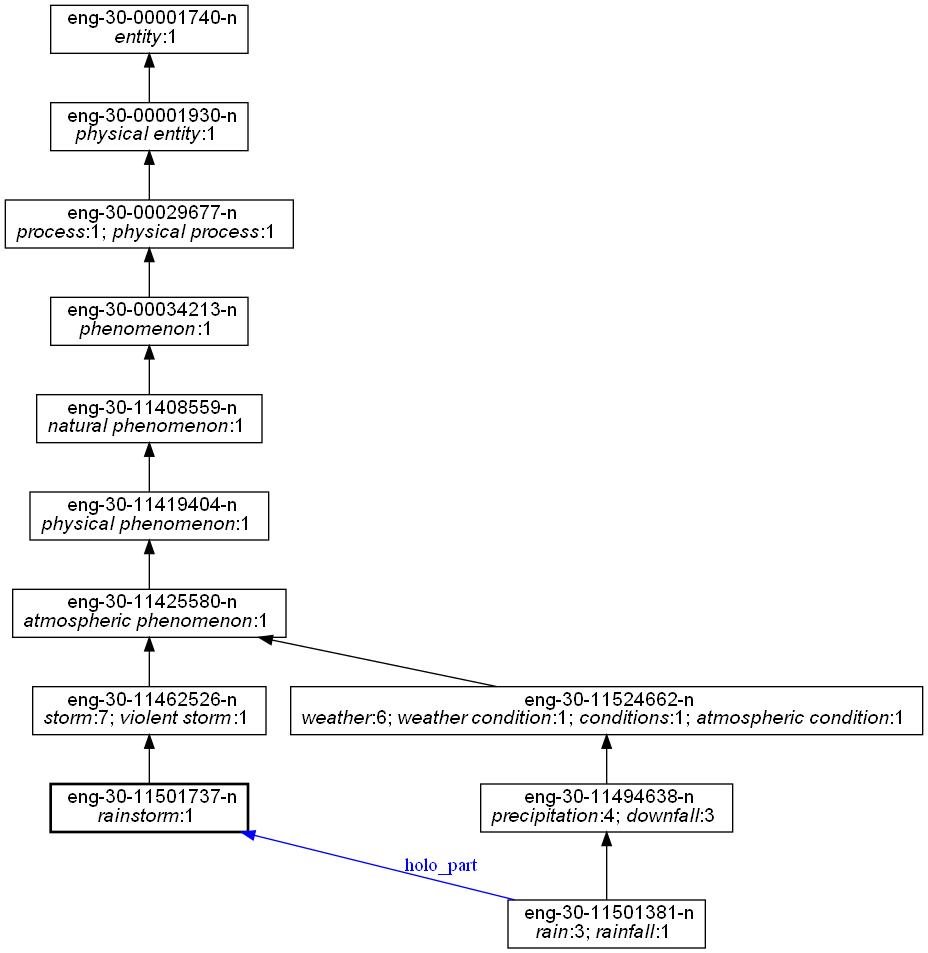 eng-30-00001740-n
entity:1
eng-30-00001930-n
physical entity:1
eng-30-00029677-n
process:1; physical process:1
eng-30-00034213-n
phenomenon:1
eng-30-11408559-n
natural phenomenon:1
eng-30-11419404-n
physical phenomenon:1
eng-30-11425580-n
atmospheric phenomenon:1
eng-30-11462526-n
storm:7; violent storm:1
eng-30-11524662-n
weather:6; weather condition:1; conditions:1; atmospheric condition:1
eng-30-11501737-n
rainstorm:1
eng-30-11494638-n
precipitation:4; downfall:3
holo_part
eng-30-11501381-n
rain:3; rainfall:1